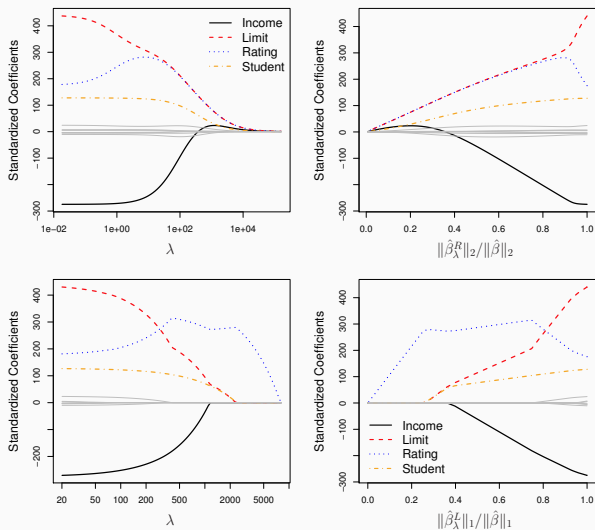 Standardized Coefficients
−300 −100 0 100 200 300 400
Income
Limit
Rating
Student
1e−02 1e+00 1e+02 1e+04
λ
Standardized Coefficients
−300 −100 0 100 200 300 400
0.0 0.2 0.4 0.6 0.8 1.0
‖β̂λᴿ‖₂/‖β̂‖₂
Standardized Coefficients
−200 0 100 200 300 400
20 50 100 200 500 2000 5000
λ
Standardized Coefficients
−300 −100 0 100 200 300 400
Income
Limit
Rating
Student
0.0 0.2 0.4 0.6 0.8 1.0
‖β̂λᴸ‖₁/‖β̂‖₁